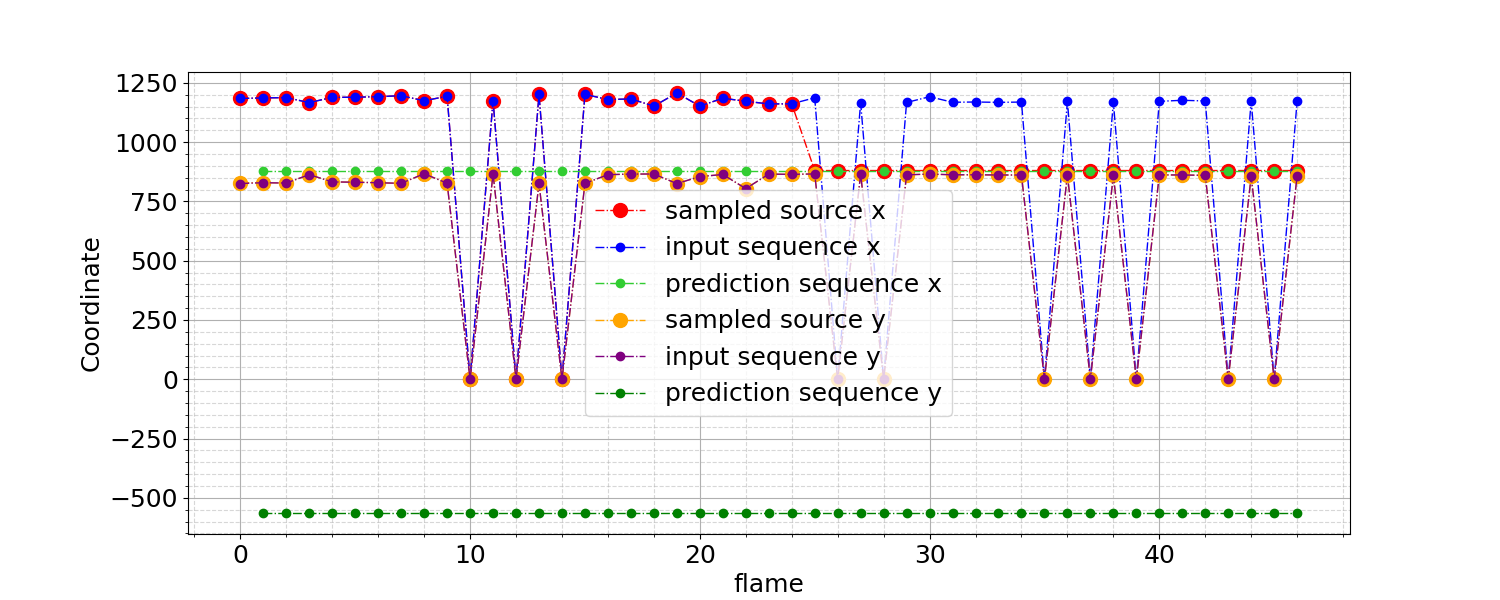 1250
1000
750
500
250
0
−250
−500
Coordinate
sampled source x
input sequence x
prediction sequence x
sampled source y
input sequence y
prediction sequence y
0 10 20 30 40
flame